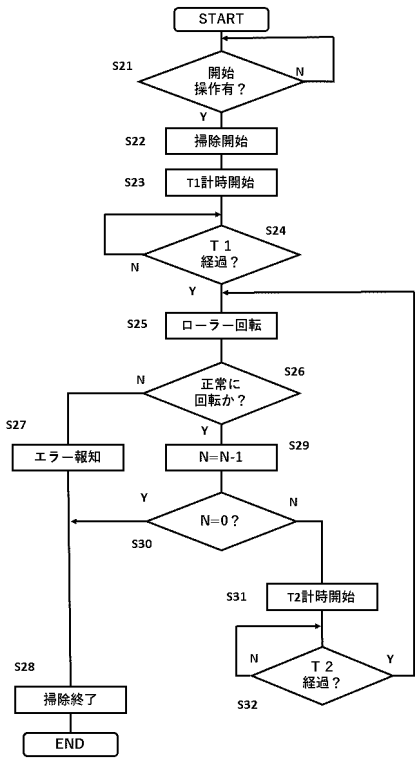 START
S21
開始
操作有？
N
Y
S22
掃除開始
S23
T1計時開始
S24
Ｔ１
経過？
N
Y
S25
ローラー回転
S26
正常に
回転か？
N
Y
S27
エラー報知
S29
N=N-1
Y
N=0？
N
S30
S31
T2計時開始
N
Ｔ２
経過？
Y
S32
S28
掃除終了
END